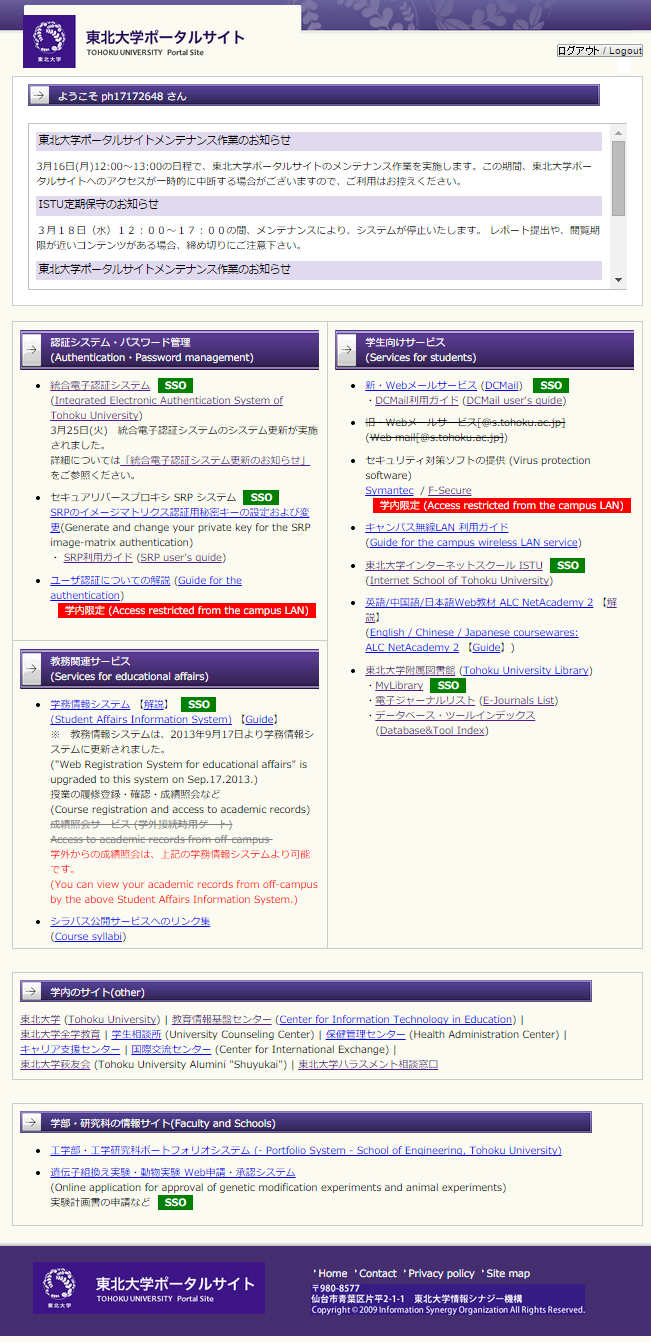 東北大学
東北大学ポータルサイト
TOHOKU UNIVERSITY Portal Site
ログアウト / Logout
ようこそ ph17172648 さん
東北大学ポータルサイトメンテナンス作業のお知らせ
3月16日(月)12:00～13:00の日程で、東北大学ポータルサイトのメンテナンス作業を実施します。この期間、東北大学ポー
タルサイトへのアクセスが一時的に中断する場合がございますので、ご利用はお控えください。
ISTU定期保守のお知らせ
３月１８日（水）１２：００～１７：００の間、メンテナンスにより、システムが停止いたします。 レポート提出や、閲覧期
限が近いコンテンツがある場合、締め切りにご注意下さい。
東北大学ポータルサイトメンテナンス作業のお知らせ
認証システム・パスワード管理
(Authentication・Password management)
統合電子認証システム SSO
(Integrated Electronic Authentication System of
Tohoku University)
3月25日(火)　統合電子認証システムのシステム更新が実施
されました。
詳細については「統合電子認証システム更新のお知らせ」
をご参照ください。
セキュアリバースプロキシ SRP システム SSO
SRPのイメージマトリクス認証用秘密キーの設定および変
更(Generate and change your private key for the SRP
image-matrix authentication)
・ SRP利用ガイド (SRP user's guide)
ユーザ認証についての解説 (Guide for the
authentication)
学内限定 (Access restricted from the campus LAN)
教務関連サービス
(Services for educational affairs)
学務情報システム 【解説】 SSO
(Student Affairs Information System) 【Guide】
※　教務情報システムは、2013年9月17日より学務情報シ
ステムに更新されました。
("Web Registration System for educational affairs" is
upgraded to this system on Sep.17.2013.)
授業の履修登録・確認・成績照会など
(Course registration and access to academic records)
成績照会サービス (学外接続時用ゲート)
Access to academic records from off-campus
学外からの成績照会は、上記の学務情報システムより可能
です。
(You can view your academic records from off-campus
by the above Student Affairs Information System.)
シラバス公開サービスへのリンク集
(Course syllabi)
学生向けサービス
(Services for students)
新・Webメールサービス (DCMail) SSO
・DCMail利用ガイド (DCMail user's guide)
旧・Webメールサービス[@s.tohoku.ac.jp]
(Web mail[@s.tohoku.ac.jp])
セキュリティ対策ソフトの提供 (Virus protection
software)
Symantec / F-Secure
学内限定 (Access restricted from the campus LAN)
キャンパス無線LAN 利用ガイド
(Guide for the campus wireless LAN service)
東北大学インターネットスクール ISTU SSO
(Internet School of Tohoku University)
英語/中国語/日本語Web教材 ALC NetAcademy 2 【解
説】
(English / Chinese / Japanese coursewares:
ALC NetAcademy 2 【Guide】)
東北大学附属図書館 (Tohoku University Library)
・MyLibrary SSO
・電子ジャーナルリスト (E-Journals List)
・データベース・ツールインデックス
(Database&Tool Index)
学内のサイト(other)
東北大学 (Tohoku University) | 教育情報基盤センター (Center for Information Technology in Education) |
東北大学全学教育 | 学生相談所 (University Counseling Center) | 保健管理センター (Health Administration Center) |
キャリア支援センター | 国際交流センター (Center for International Exchange) |
東北大学萩友会 (Tohoku University Alumini "Shuyukai") | 東北大学ハラスメント相談窓口
学部・研究科の情報サイト(Faculty and Schools)
工学部・工学研究科ポートフォリオシステム (- Portfolio System - School of Engineering, Tohoku University)
遺伝子組換え実験・動物実験 Web申請・承認システム
(Online application for approval of genetic modification experiments and animal experiments)
実験計画書の申請など SSO
東北大学
東北大学ポータルサイト
TOHOKU UNIVERSITY Portal Site
Home Contact Privacy policy Site map
〒980-8577
仙台市青葉区片平2-1-1　東北大学情報シナジー機構
Copyright © 2009 Information Synergy Organization All Rights Reserved.